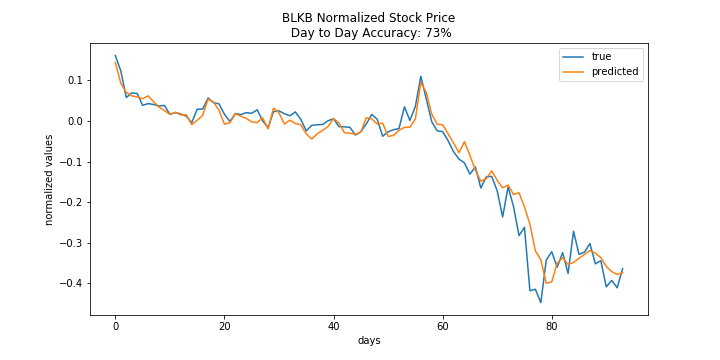 BLKB Normalized Stock Price
Day to Day Accuracy: 73%
true
predicted
normalized values
0.1
0.0
−0.1
−0.2
−0.3
−0.4
0
20
40
60
80
days